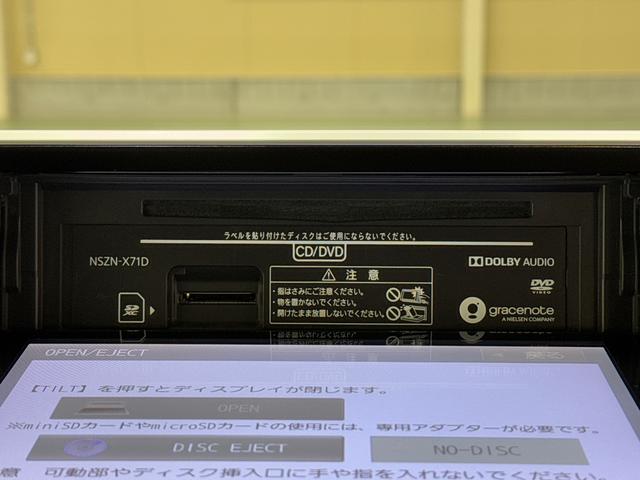 ラベルを貼り付けたディスクはご使用にならないでください。
CD/DVD
NSZN-X71D
DOLBY AUDIO
注意
・指はさみにご注意ください。
・物を置かないでください。
・開けたまま放置しないでください。
DVD
VIDEO
SD
XC
gracenote
A NIELSEN COMPANY
OPEN/EJECT
戻る
【TILT】を押すとディスプレイが閉じます。
OPEN
※miniSDカードやmicroSDカードの使用には、専用アダプターが必要です。
DISC EJECT
NO-DISC
意 可動部やディスク挿入口に手や指を入れないでください。